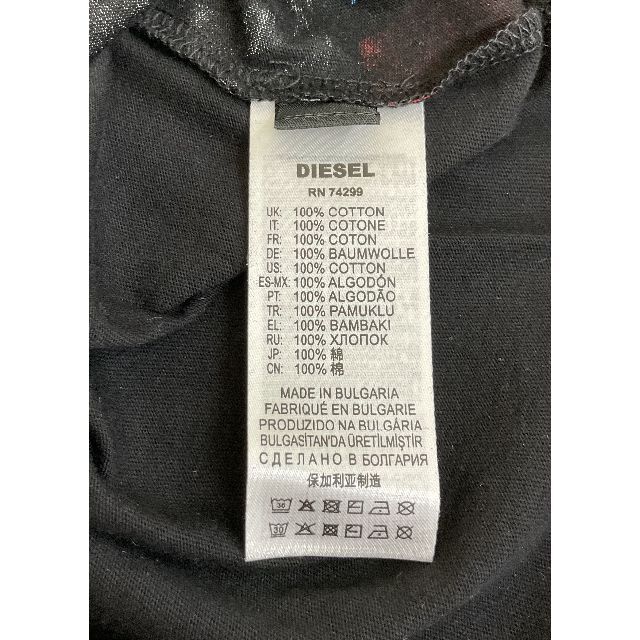 DIESEL
RN 74299
UK: 100% COTTON
IT: 100% COTONE
FR: 100% COTON
DE: 100% BAUMWOLLE
US: 100% COTTON
ES-MX: 100% ALGODÓN
PT: 100% ALGODÃO
TR: 100% PAMUKLU
EL: 100% BAMBAKI
RU: 100% ХЛОПОК
JP: 100% 綿
CN: 100% 棉
MADE IN BULGARIA
FABRIQUÉ EN BULGARIE
PRODUZIDO NA BULGÁRIA
BULGASİTAN'DA ÜRETİLMİŞTİR
СДЕЛАНО В БОЛГАРИЯ
保加利亚制造
30
30